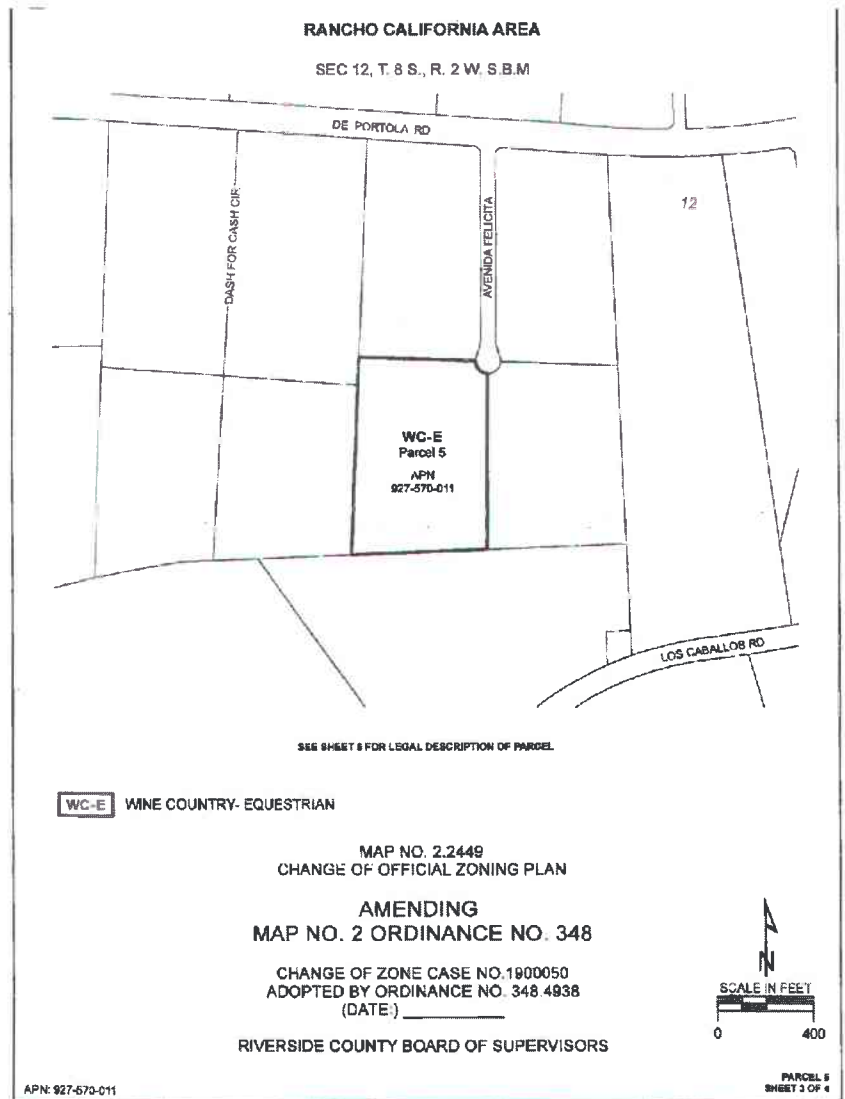 RANCHO CALIFORNIA AREA
SEC 12, T. 8 S., R. 2 W. S.B.M
DE PORTOLA RD
DASH FOR CASH CIR
AVENIDA FELICITA
12
WC-E
Parcel 5
APN
927-570-011
LOS CABALLOS RD
SEE SHEET FOR LEGAL DESCRIPTION OF PARCEL
WC-E WINE COUNTRY- EQUESTRIAN
MAP NO. 2.2449
CHANGE OF OFFICIAL ZONING PLAN
AMENDING
MAP NO. 2 ORDINANCE NO. 348
CHANGE OF ZONE CASE NO.1900050
ADOPTED BY ORDINANCE NO. 348.4938
(DATE:) __________
RIVERSIDE COUNTY BOARD OF SUPERVISORS
N
SCALE IN FEET
0 400
APN: 927-570-011
PARCEL 5
SHEET 3 OF